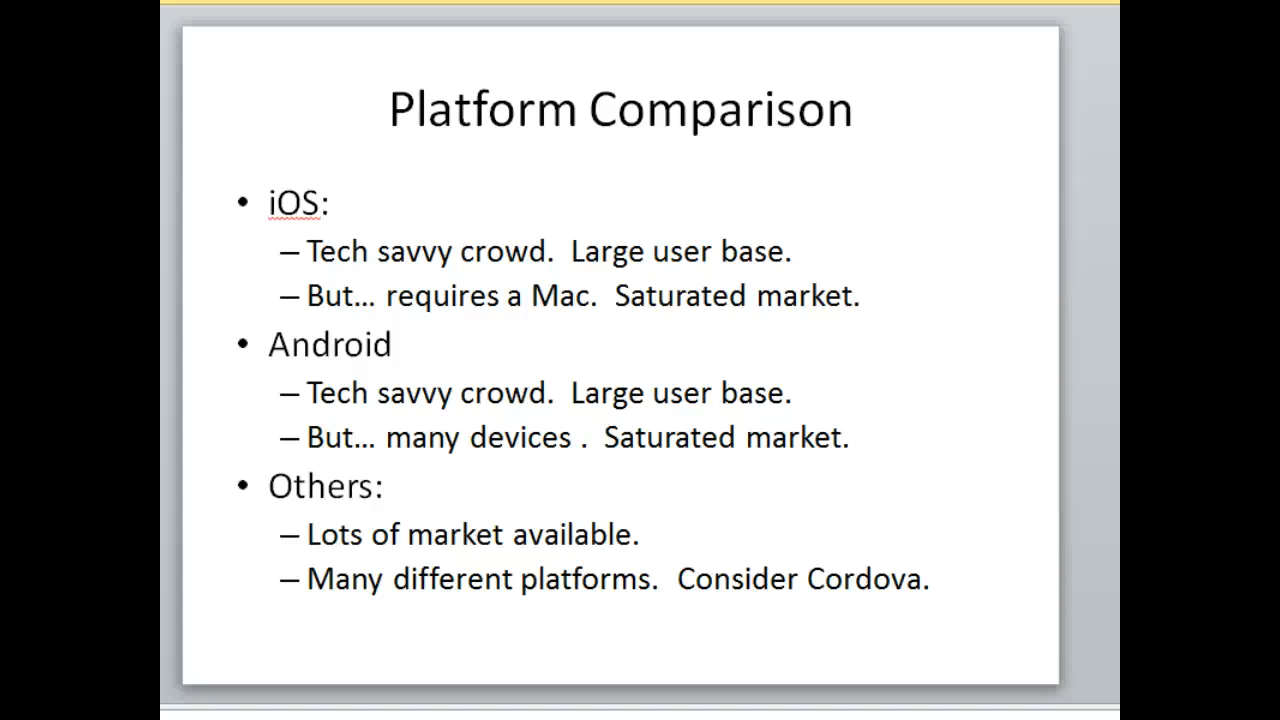 Platform Comparison
• iOS:
– Tech savvy crowd.  Large user base.
– But... requires a Mac.  Saturated market.
• Android
– Tech savvy crowd.  Large user base.
– But... many devices .  Saturated market.
• Others:
– Lots of market available.
– Many different platforms.  Consider Cordova.